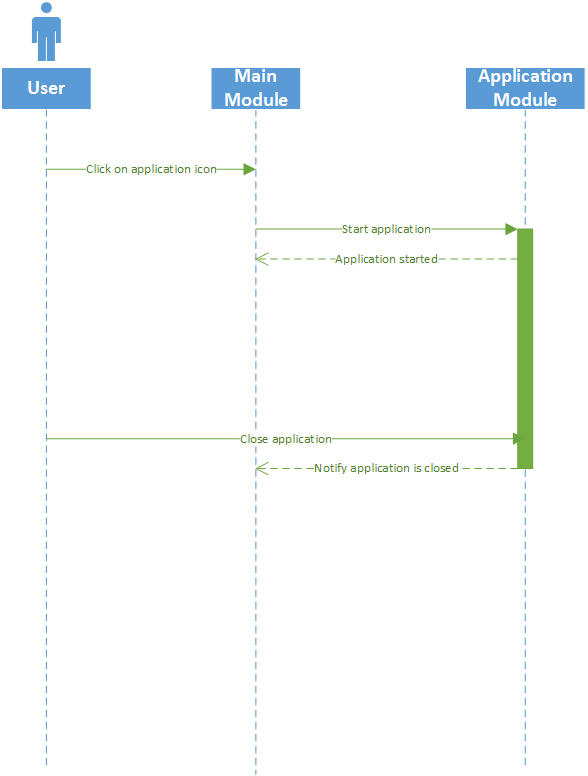 User
Main
Module
Application
Module
Click on application icon
Start application
Application started
Close application
Notify application is closed